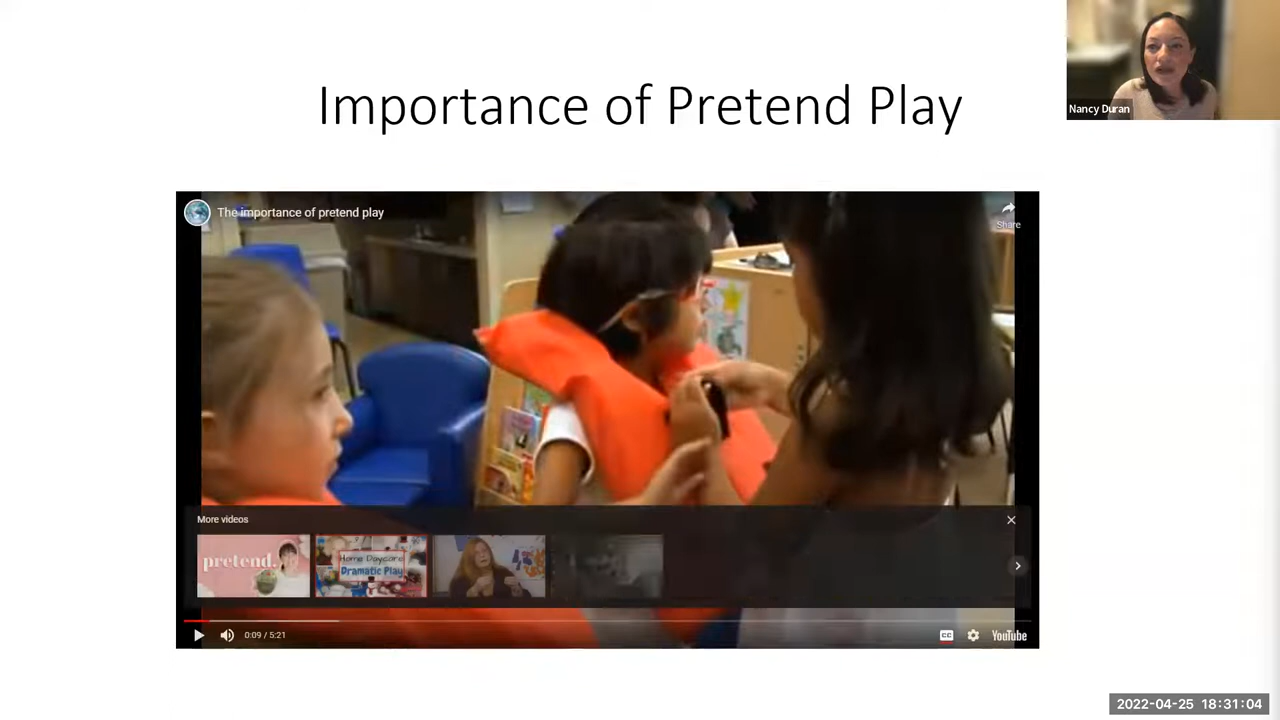 Nancy Duran
Importance of Pretend Play
The importance of pretend play
Share
More videos
pretend.
Home Daycare
Dramatic Play
0:09 / 5:21
CC
YouTube
2022-04-25 18:31:04